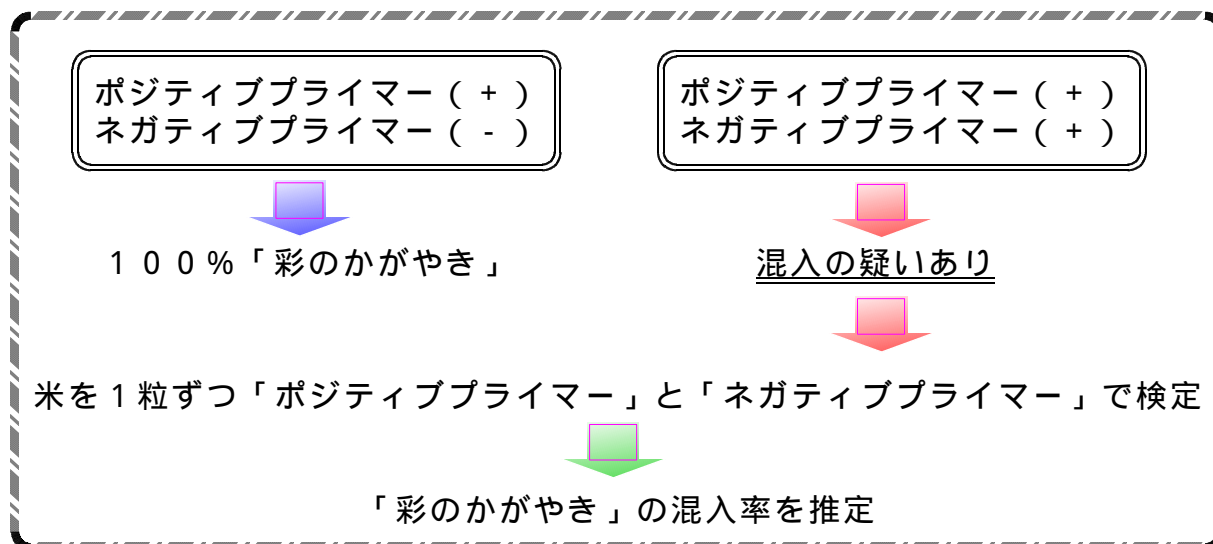 ポジティブプライマー(+)
ネガティブプライマー(-)
ポジティブプライマー(+)
ネガティブプライマー(+)
100%「彩のかがやき」
混入の疑いあり
米を1粒ずつ「ポジティブプライマー」と「ネガティブプライマー」で検定
「彩のかがやき」の混入率を推定